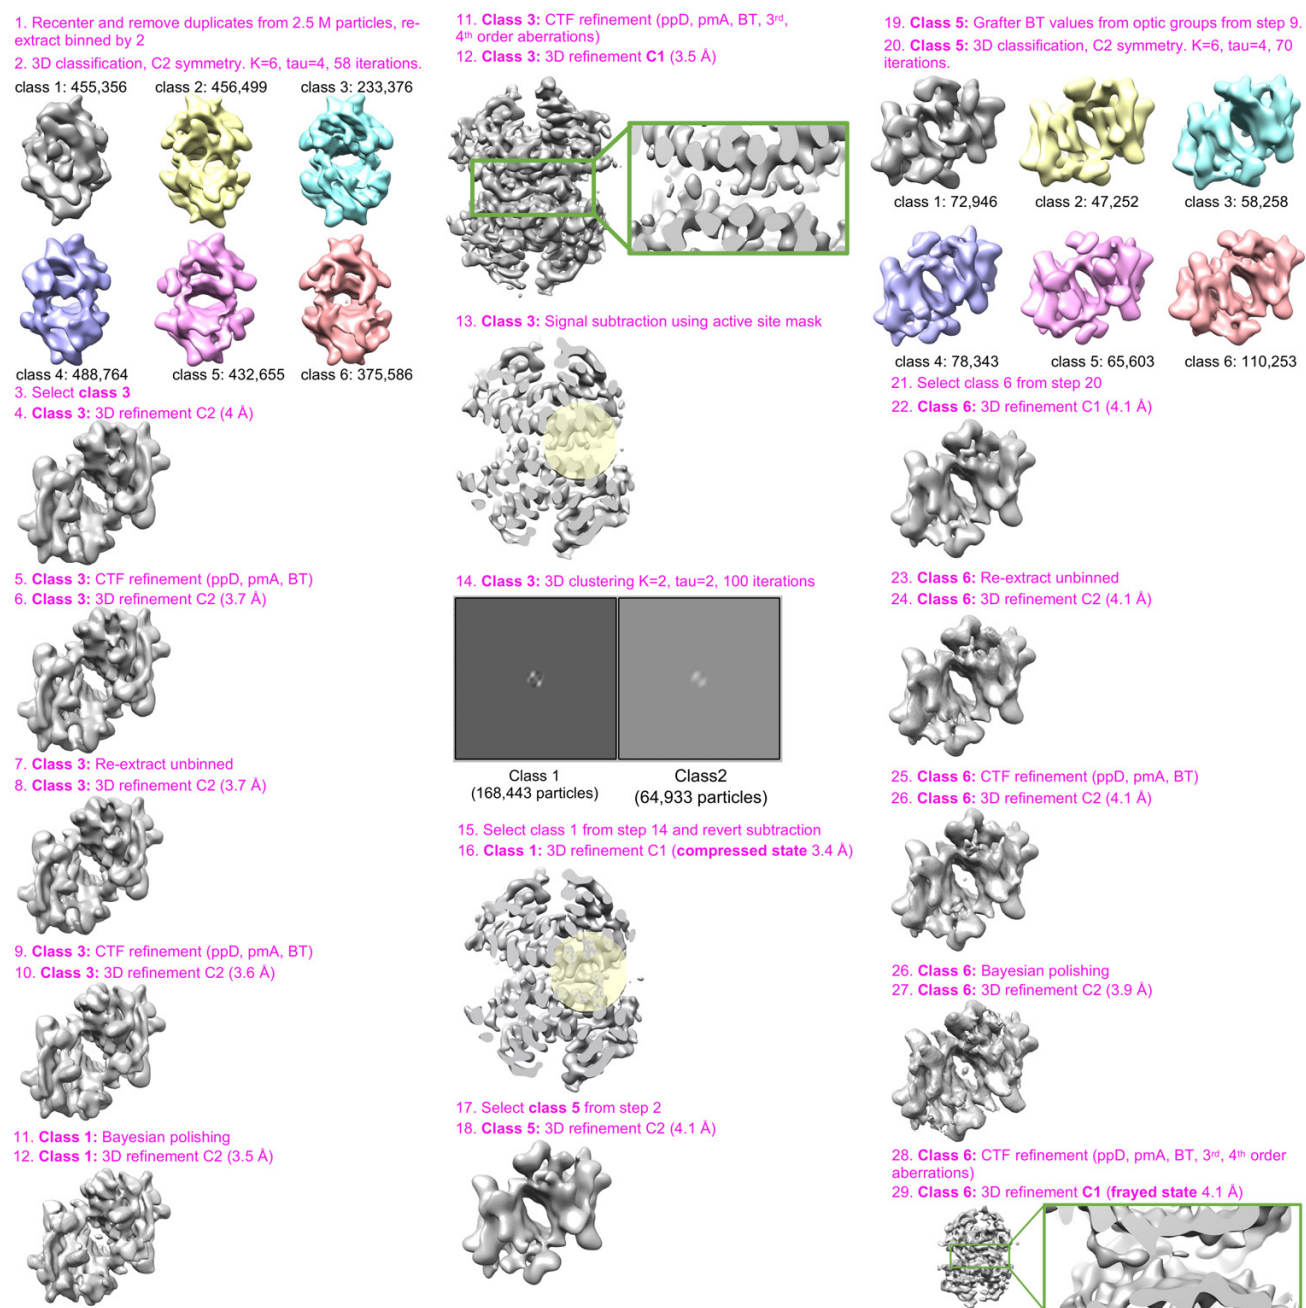 1. Recenter and remove duplicates from 2.5 M particles, re-
extract binned by 2
2. 3D classification, C2 symmetry. K=6, tau=4, 58 iterations.
class 1: 455,356
class 2: 456,499
class 3: 233,376
class 4: 488,764
class 5: 432,655
class 6: 375,586
3. Select class 3
4. Class 3: 3D refinement C2 (4 Å)
5. Class 3: CTF refinement (ppD, pmA, BT)
6. Class 3: 3D refinement C2 (3.7 Å)
7. Class 3: Re-extract unbinned
8. Class 3: 3D refinement C2 (3.7 Å)
9. Class 3: CTF refinement (ppD, pmA, BT)
10. Class 3: 3D refinement C2 (3.6 Å)
11. Class 1: Bayesian polishing
12. Class 1: 3D refinement C2 (3.5 Å)
11. Class 3: CTF refinement (ppD, pmA, BT, 3rd,
4th order aberrations)
12. Class 3: 3D refinement C1 (3.5 Å)
13. Class 3: Signal subtraction using active site mask
14. Class 3: 3D clustering K=2, tau=2, 100 iterations
Class 1
(168,443 particles)
Class2
(64,933 particles)
15. Select class 1 from step 14 and revert subtraction
16. Class 1: 3D refinement C1 (compressed state 3.4 Å)
17. Select class 5 from step 2
18. Class 5: 3D refinement C2 (4.1 Å)
19. Class 5: Grafter BT values from optic groups from step 9.
20. Class 5: 3D classification, C2 symmetry. K=6, tau=4, 70
iterations.
class 1: 72,946
class 2: 47,252
class 3: 58,258
class 4: 78,343
class 5: 65,603
class 6: 110,253
21. Select class 6 from step 20
22. Class 6: 3D refinement C1 (4.1 Å)
23. Class 6: Re-extract unbinned
24. Class 6: 3D refinement C2 (4.1 Å)
25. Class 6: CTF refinement (ppD, pmA, BT)
26. Class 6: 3D refinement C2 (4.1 Å)
26. Class 6: Bayesian polishing
27. Class 6: 3D refinement C2 (3.9 Å)
28. Class 6: CTF refinement (ppD, pmA, BT, 3rd, 4th order
aberrations)
29. Class 6: 3D refinement C1 (frayed state 4.1 Å)